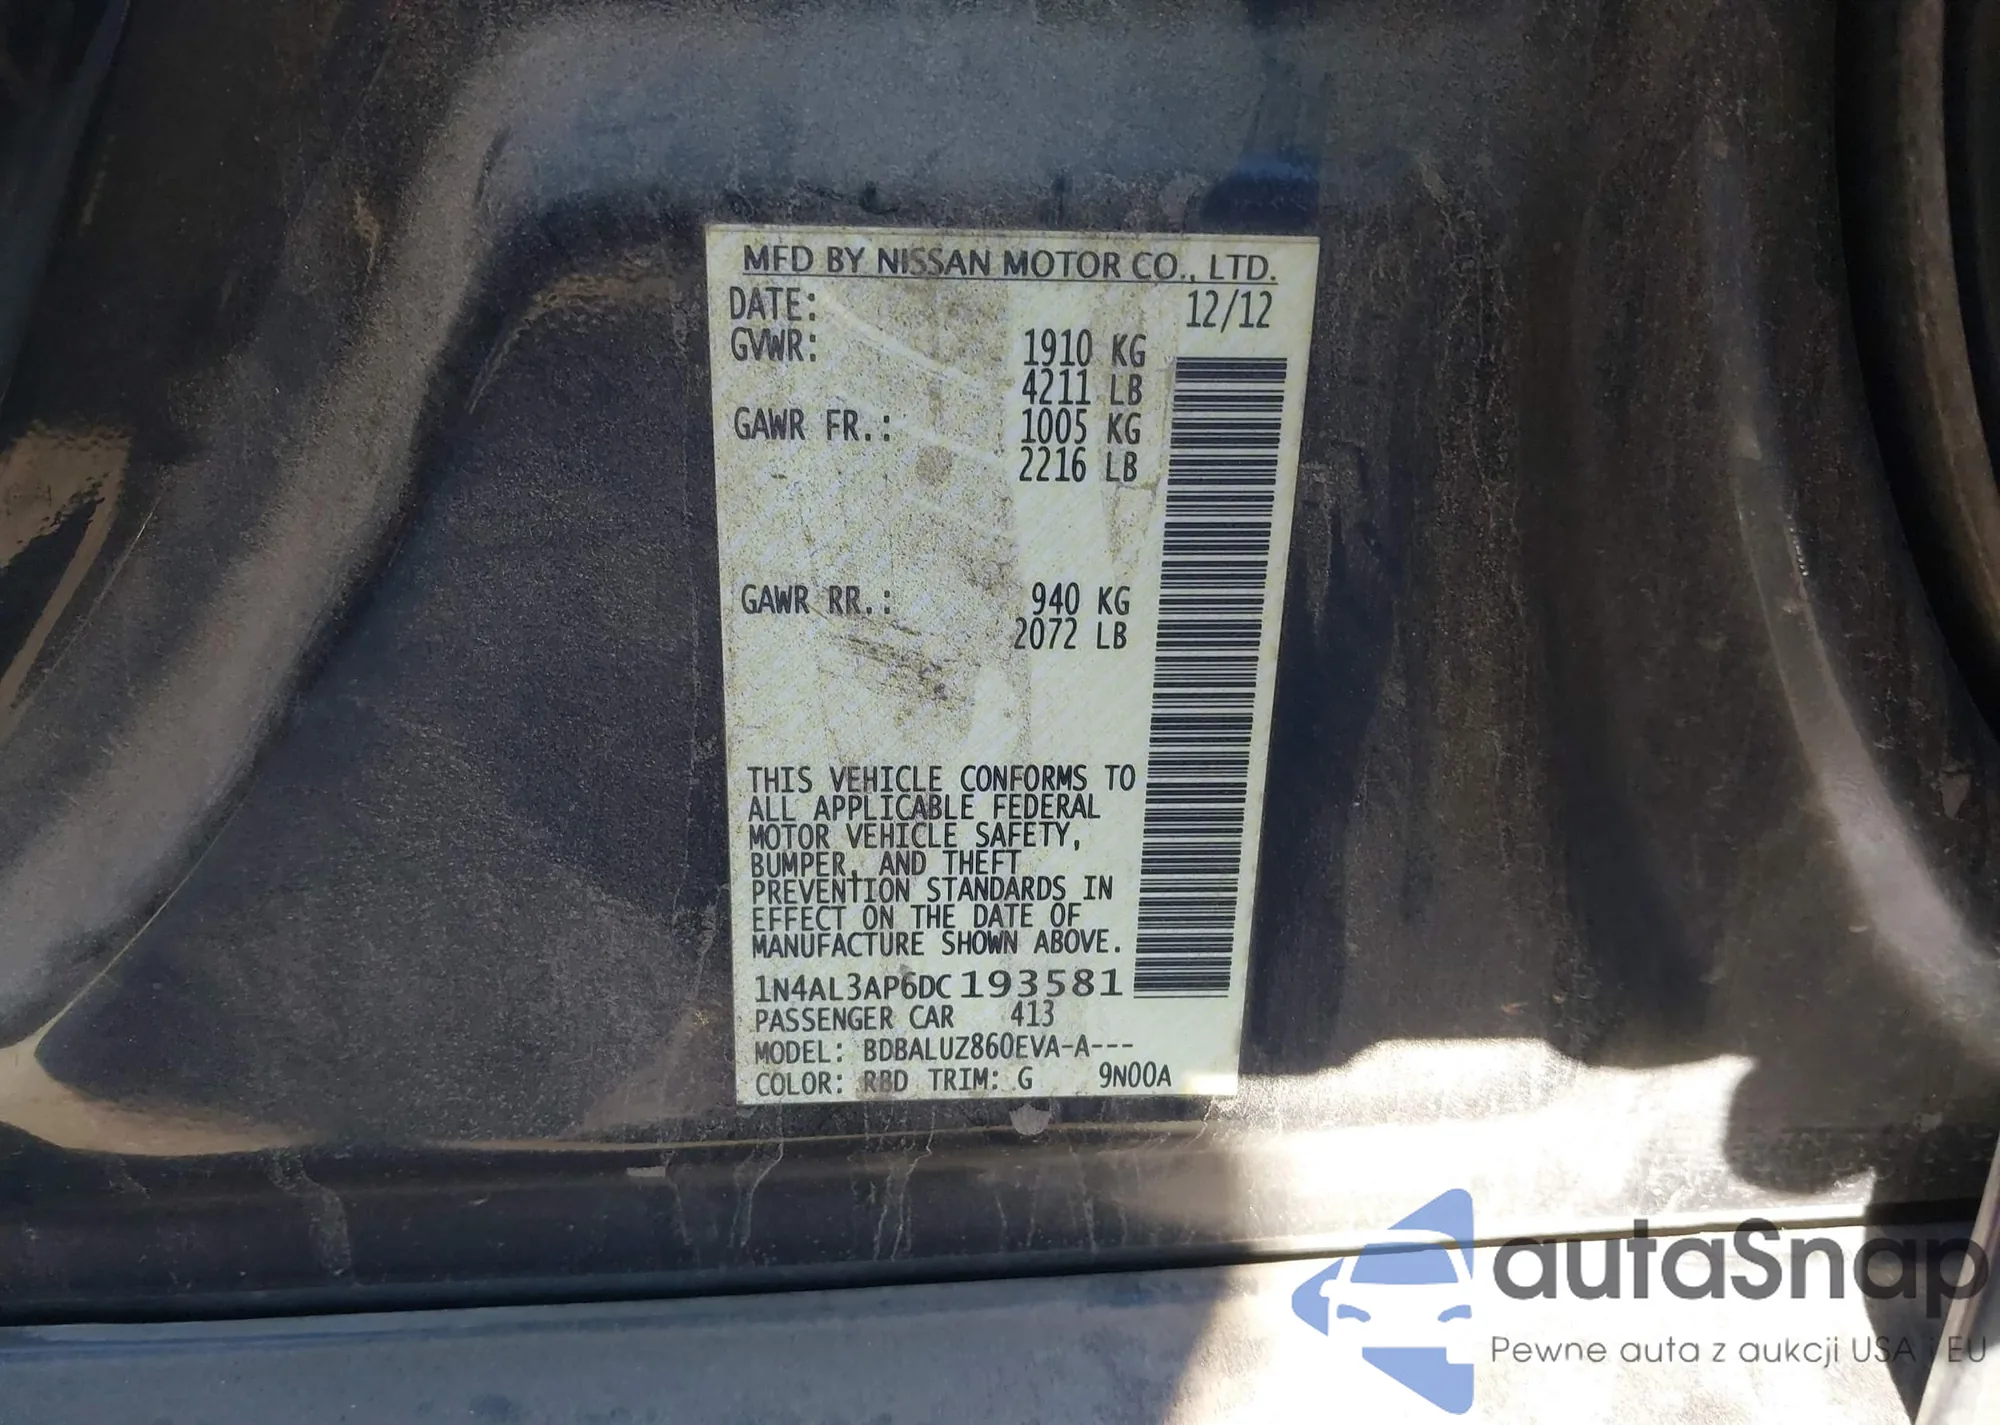 MFD BY NISSAN MOTOR CO., LTD.
DATE: 12/12
GVWR: 1910 KG
4211 LB
GAWR FR.: 1005 KG
2216 LB
GAWR RR.: 940 KG
2072 LB
THIS VEHICLE CONFORMS TO
ALL APPLICABLE FEDERAL
MOTOR VEHICLE SAFETY,
BUMPER, AND THEFT
PREVENTION STANDARDS IN
EFFECT ON THE DATE OF
MANUFACTURE SHOWN ABOVE.
1N4AL3AP6DC193581
PASSENGER CAR 413
MODEL: BDBALUZ860EVA-A---
COLOR: RBD TRIM: G 9N00A
autaSnap
Pewne auta z aukcji USA i EU